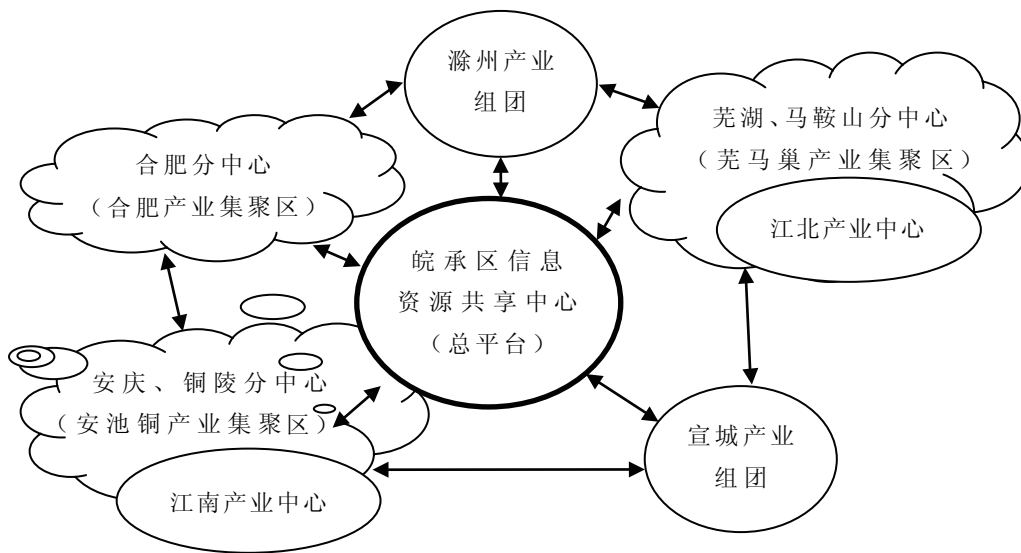 滁州产业
组团
芜湖、马鞍山分中心
（芜马巢产业集聚区）
江北产业中心
合肥分中心
（合肥产业集聚区）
皖承区信息
资源共享中心
（总平台）
安庆、铜陵分中心
（安池铜产业集聚区）
江南产业中心
宣城产业
组团